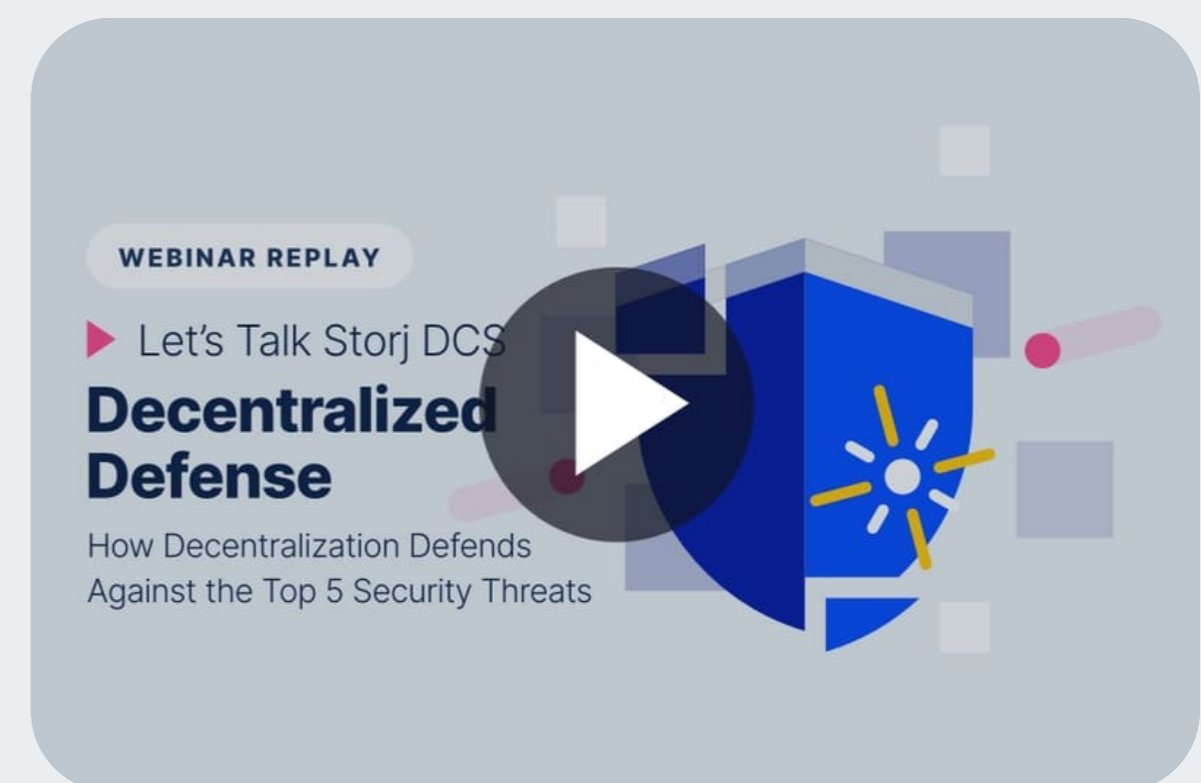 WEBINAR REPLAY
Let’s Talk Storj DCS
Decentralized
Defense
How Decentralization Defends
Against the Top 5 Security Threats